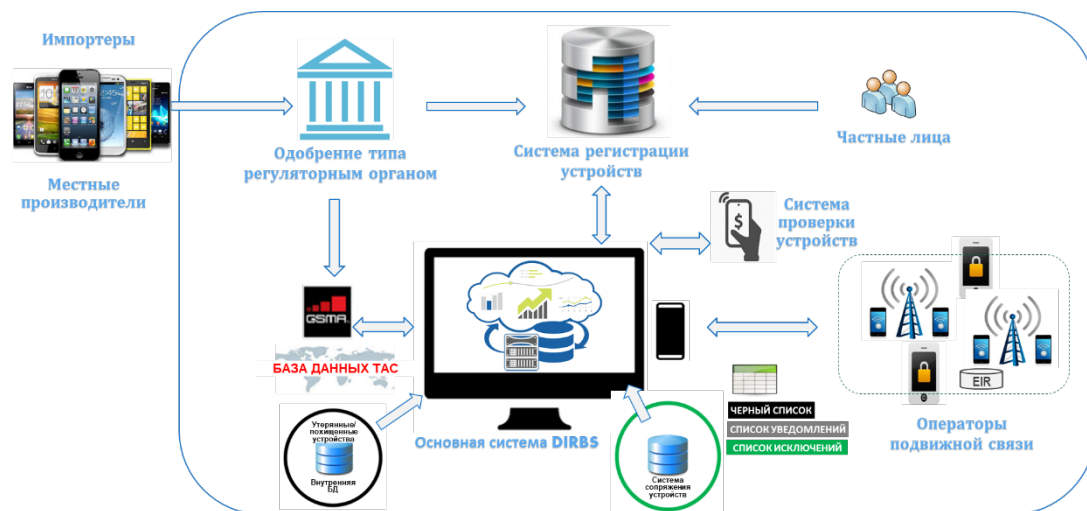 Импортеры
Местные
производители
Одобрение типа
регуляторным органом
Система регистрации
устройств
Частные лица
Система
проверки
устройств
$
GSMA
БАЗА ДАННЫХ TAC
Утерянные/
похищенные
устройства
Внутренняя
БД
Основная система DIRBS
Система
сопряжения
устройств
ЧЕРНЫЙ СПИСОК
СПИСОК УВЕДОМЛЕНИЙ
СПИСОК ИСКЛЮЧЕНИЙ
EIR
Операторы
подвижной связи